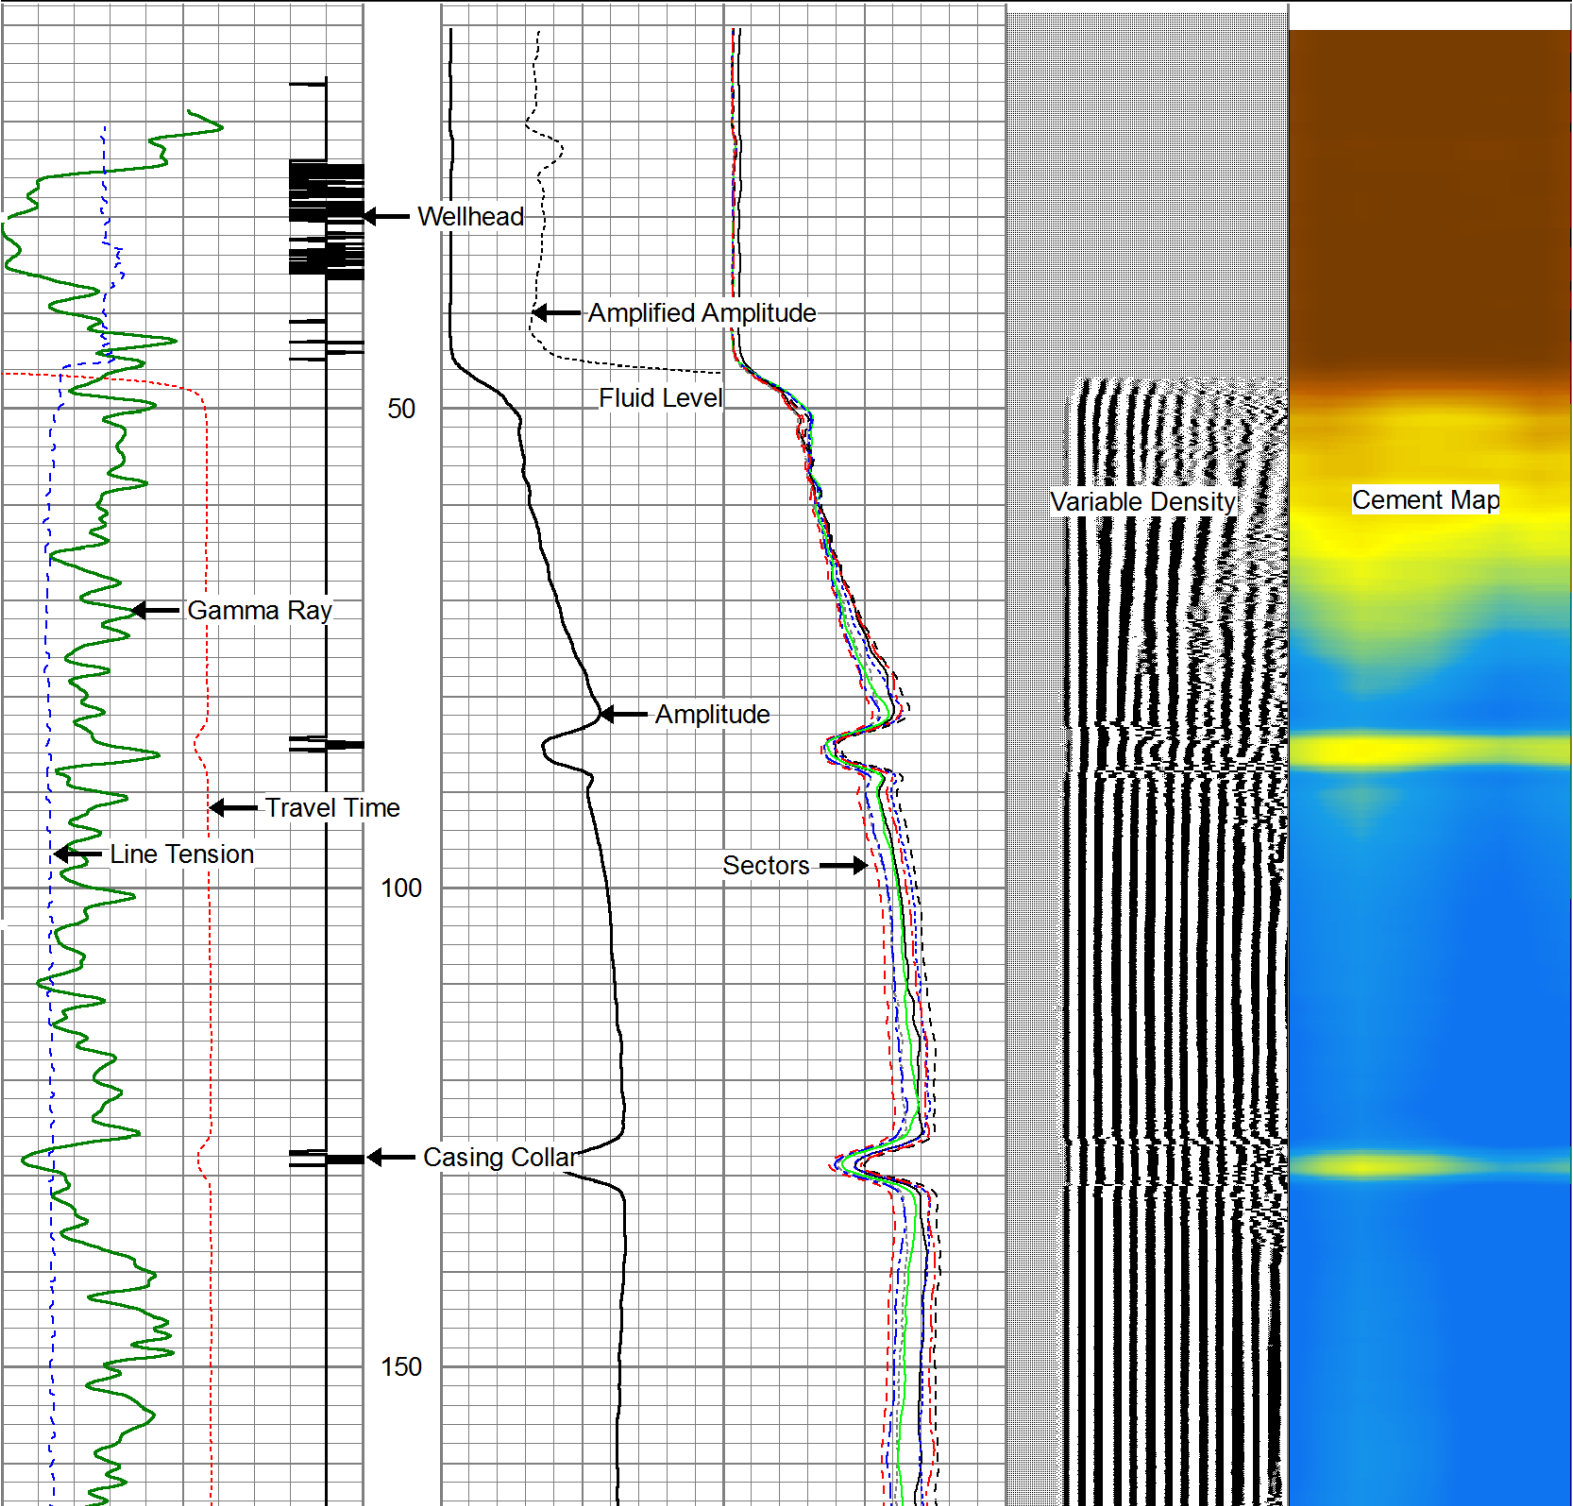 Wellhead
Amplified Amplitude
Fluid Level
50
Variable Density
Cement Map
Gamma Ray
Amplitude
Travel Time
Line Tension
Sectors
100
Casing Collar
150